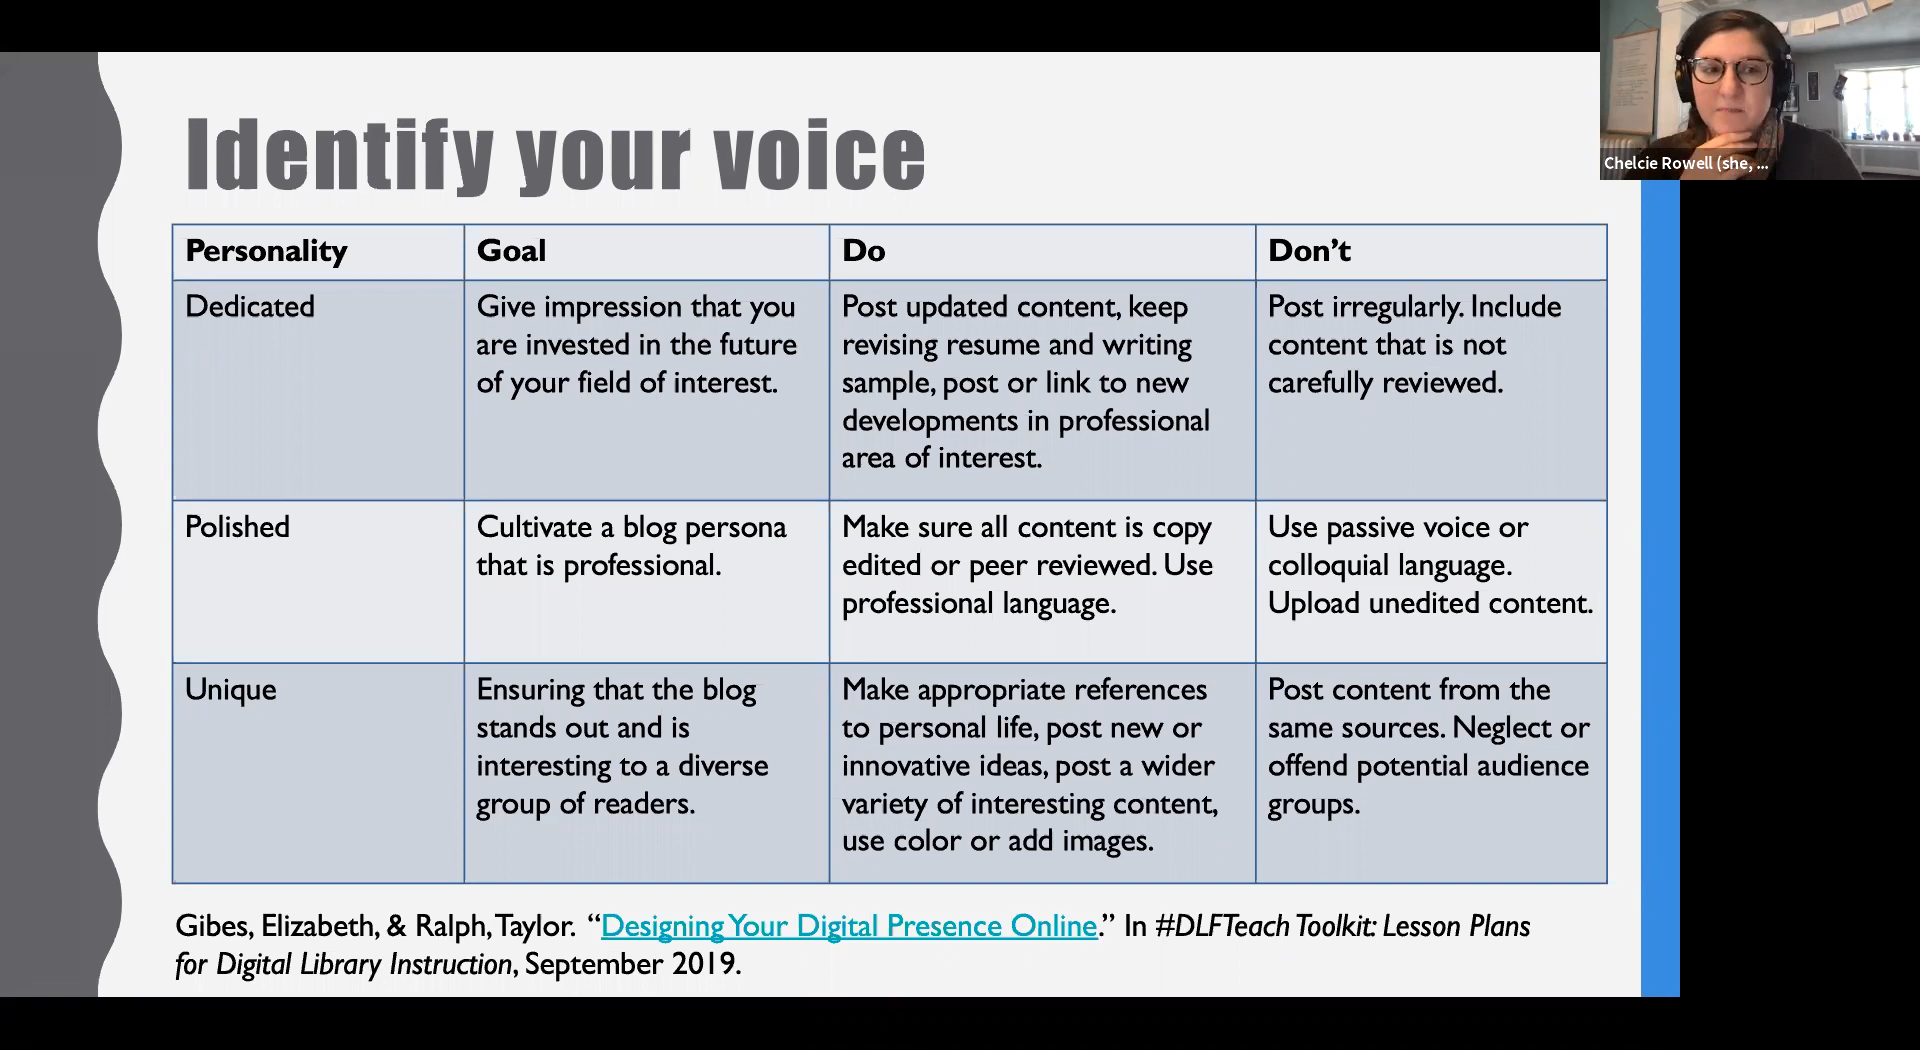 Identify your voice
Chelcie Rowell (she, ...
Personality
Goal
Do
Don't
Dedicated
Give impression that you
are invested in the future
of your field of interest.
Post updated content, keep
revising resume and writing
sample, post or link to new
developments in professional
area of interest.
Post irregularly. Include
content that is not
carefully reviewed.
Polished
Cultivate a blog persona
that is professional.
Make sure all content is copy
edited or peer reviewed. Use
professional language.
Use passive voice or
colloquial language.
Upload unedited content.
Unique
Ensuring that the blog
stands out and is
interesting to a diverse
group of readers.
Make appropriate references
to personal life, post new or
innovative ideas, post a wider
variety of interesting content,
use color or add images.
Post content from the
same sources. Neglect or
offend potential audience
groups.
Gibes, Elizabeth, & Ralph, Taylor. “Designing Your Digital Presence Online.” In #DLFTeach Toolkit: Lesson Plans
for Digital Library Instruction, September 2019.